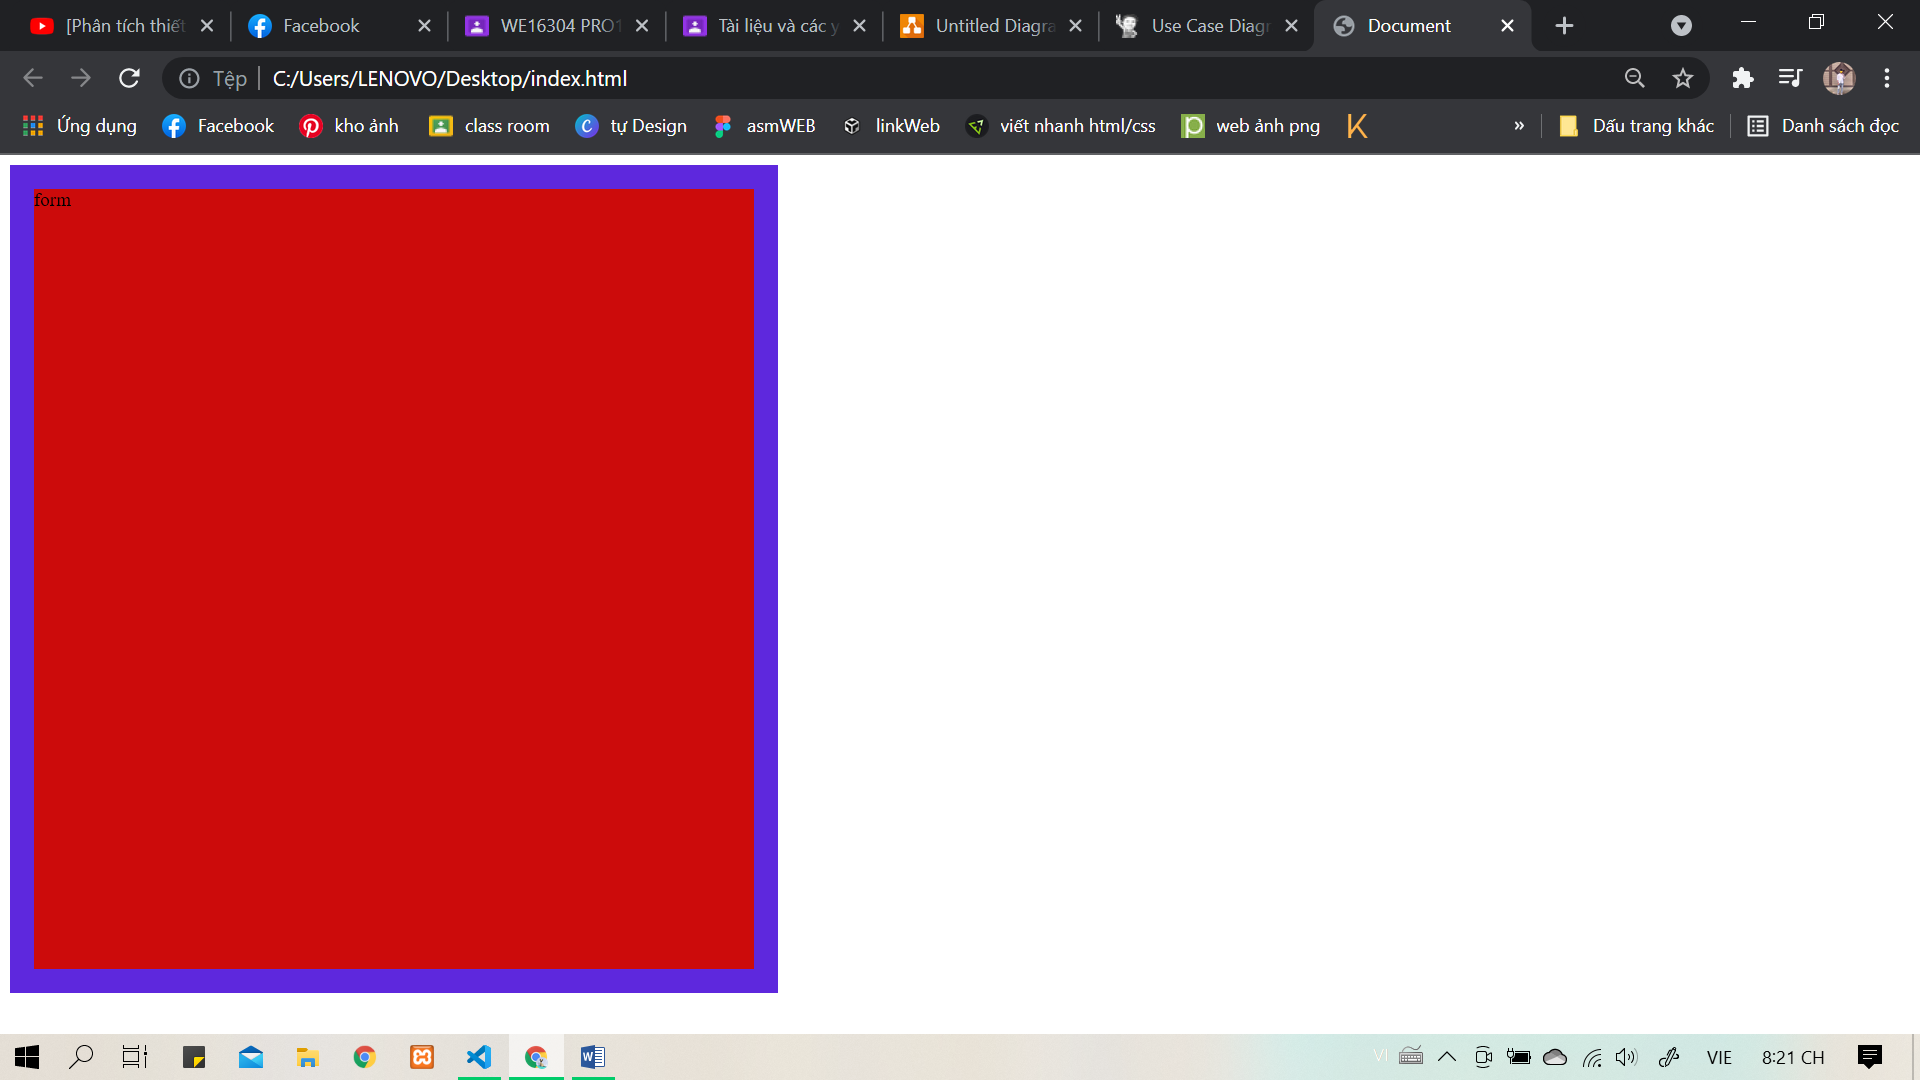 [Phân tích thiết
Facebook
WE16304 PRO1
Tài liệu và các y
Untitled Diagra
Use Case Diagr
Document
Tệp
C:/Users/LENOVO/Desktop/index.html
Ứng dụng
Facebook
kho ảnh
class room
tự Design
asmWEB
linkWeb
viết nhanh html/css
web ảnh png
»
Dấu trang khác
Danh sách đọc
form
VI
VIE
8:21 CH